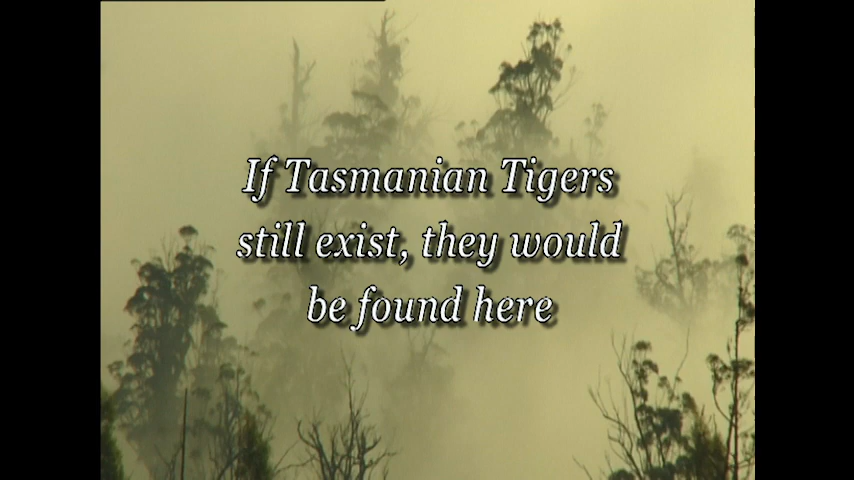 If Tasmanian Tigers
still exist, they would
be found here